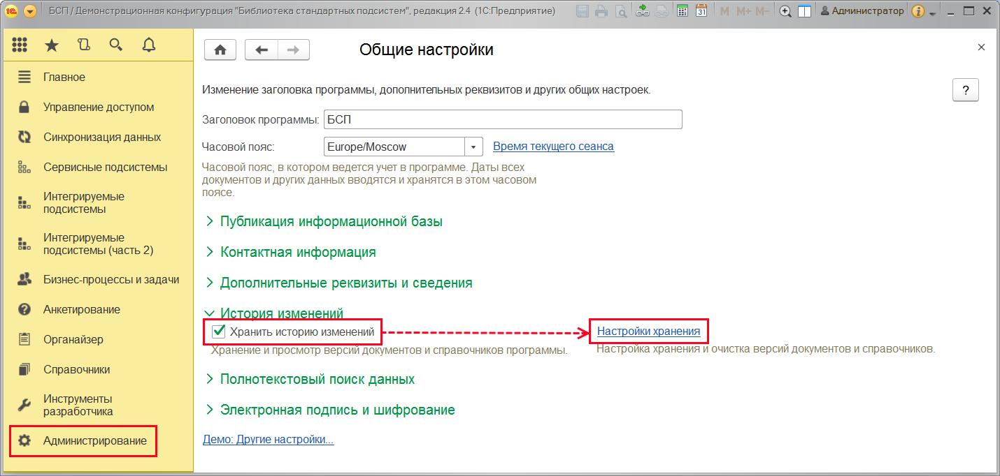 1С БСП / Демонстрационная конфигурация "Библиотека стандартных подсистем", редакция 2.4 (1С:Предприятие) 31 M M+ M- Администратор i
Общие настройки
Главное
Управление доступом
Синхронизация данных
Сервисные подсистемы
Интегрируемые
подсистемы
Интегрируемые
подсистемы (часть 2)
Бизнес-процессы и задачи
Анкетирование
Органайзер
Справочники
Инструменты
разработчика
Администрирование
Изменение заголовка программы, дополнительных реквизитов и других общих настроек.
?
Заголовок программы: БСП
Часовой пояс: Europe/Moscow Время текущего сеанса
Часовой пояс, в котором ведется учет в программе. Даты всех
документов и других данных вводятся и хранятся в этом часовом
поясе.
Публикация информационной базы
Контактная информация
Дополнительные реквизиты и сведения
История изменений
Хранить историю изменений Настройки хранения
Хранение и просмотр версий документов и справочников программы. Настройка хранения и очистка версий документов и справочников.
Полнотекстовый поиск данных
Электронная подпись и шифрование
Демо: Другие настройки...